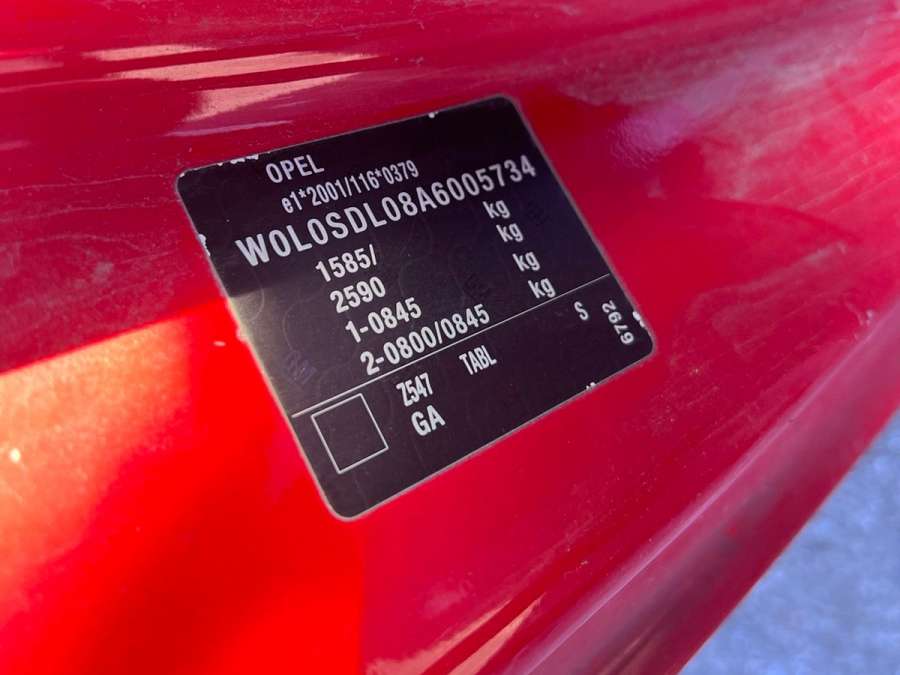 OPEL
e1*2001/116*0379
W0L0SDL08A6005734
1585/ kg
2590 kg
1-0845 kg
2-0800/0845 kg
Z547 TABL S 6792
GA